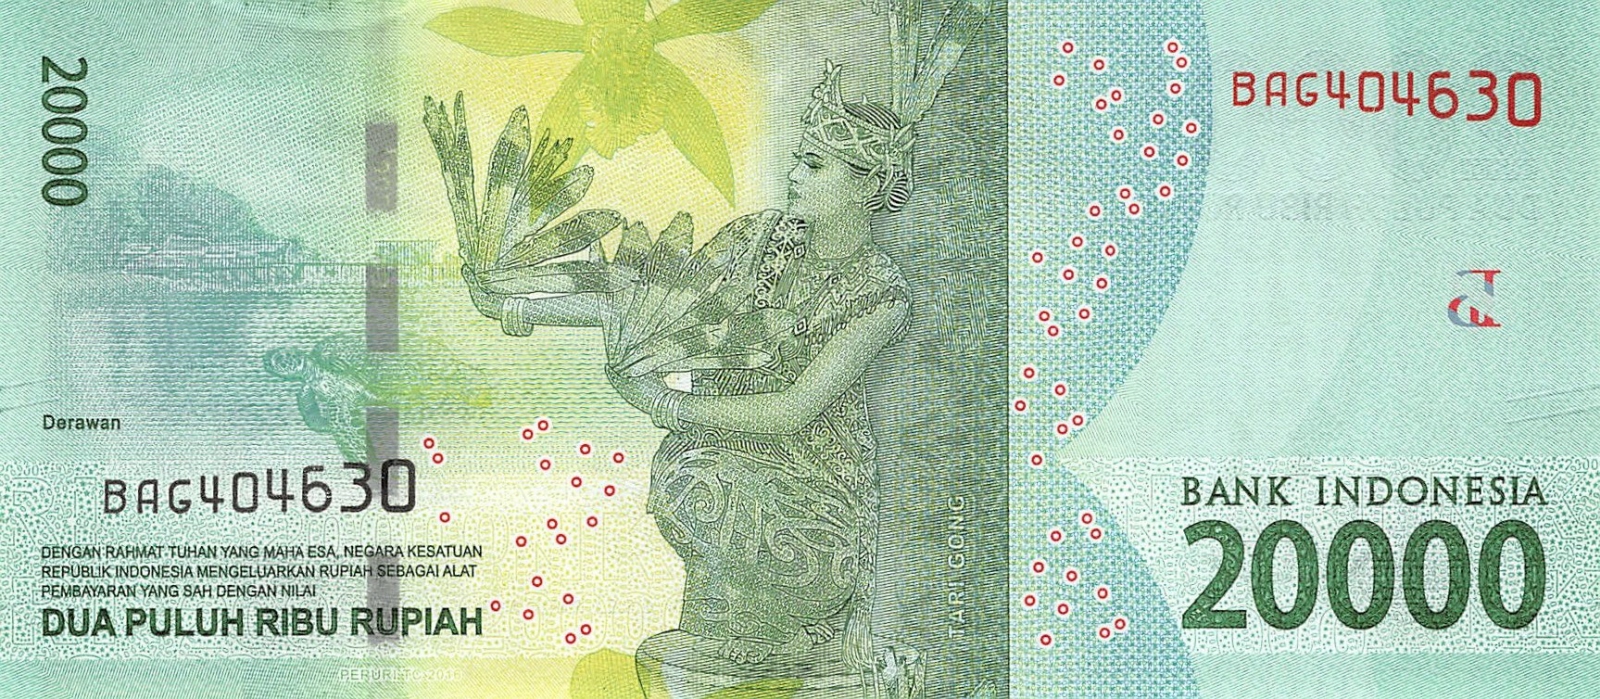 20000
BAG404630
Derawan
BAG404630
DENGAN RAHMAT TUHAN YANG MAHA ESA, NEGARA KESATUAN
REPUBLIK INDONESIA MENGELUARKAN RUPIAH SEBAGAI ALAT
PEMBAYARAN YANG SAH DENGAN NILAI
DUA PULUH RIBU RUPIAH
TARI GONG
BANK INDONESIA
20000